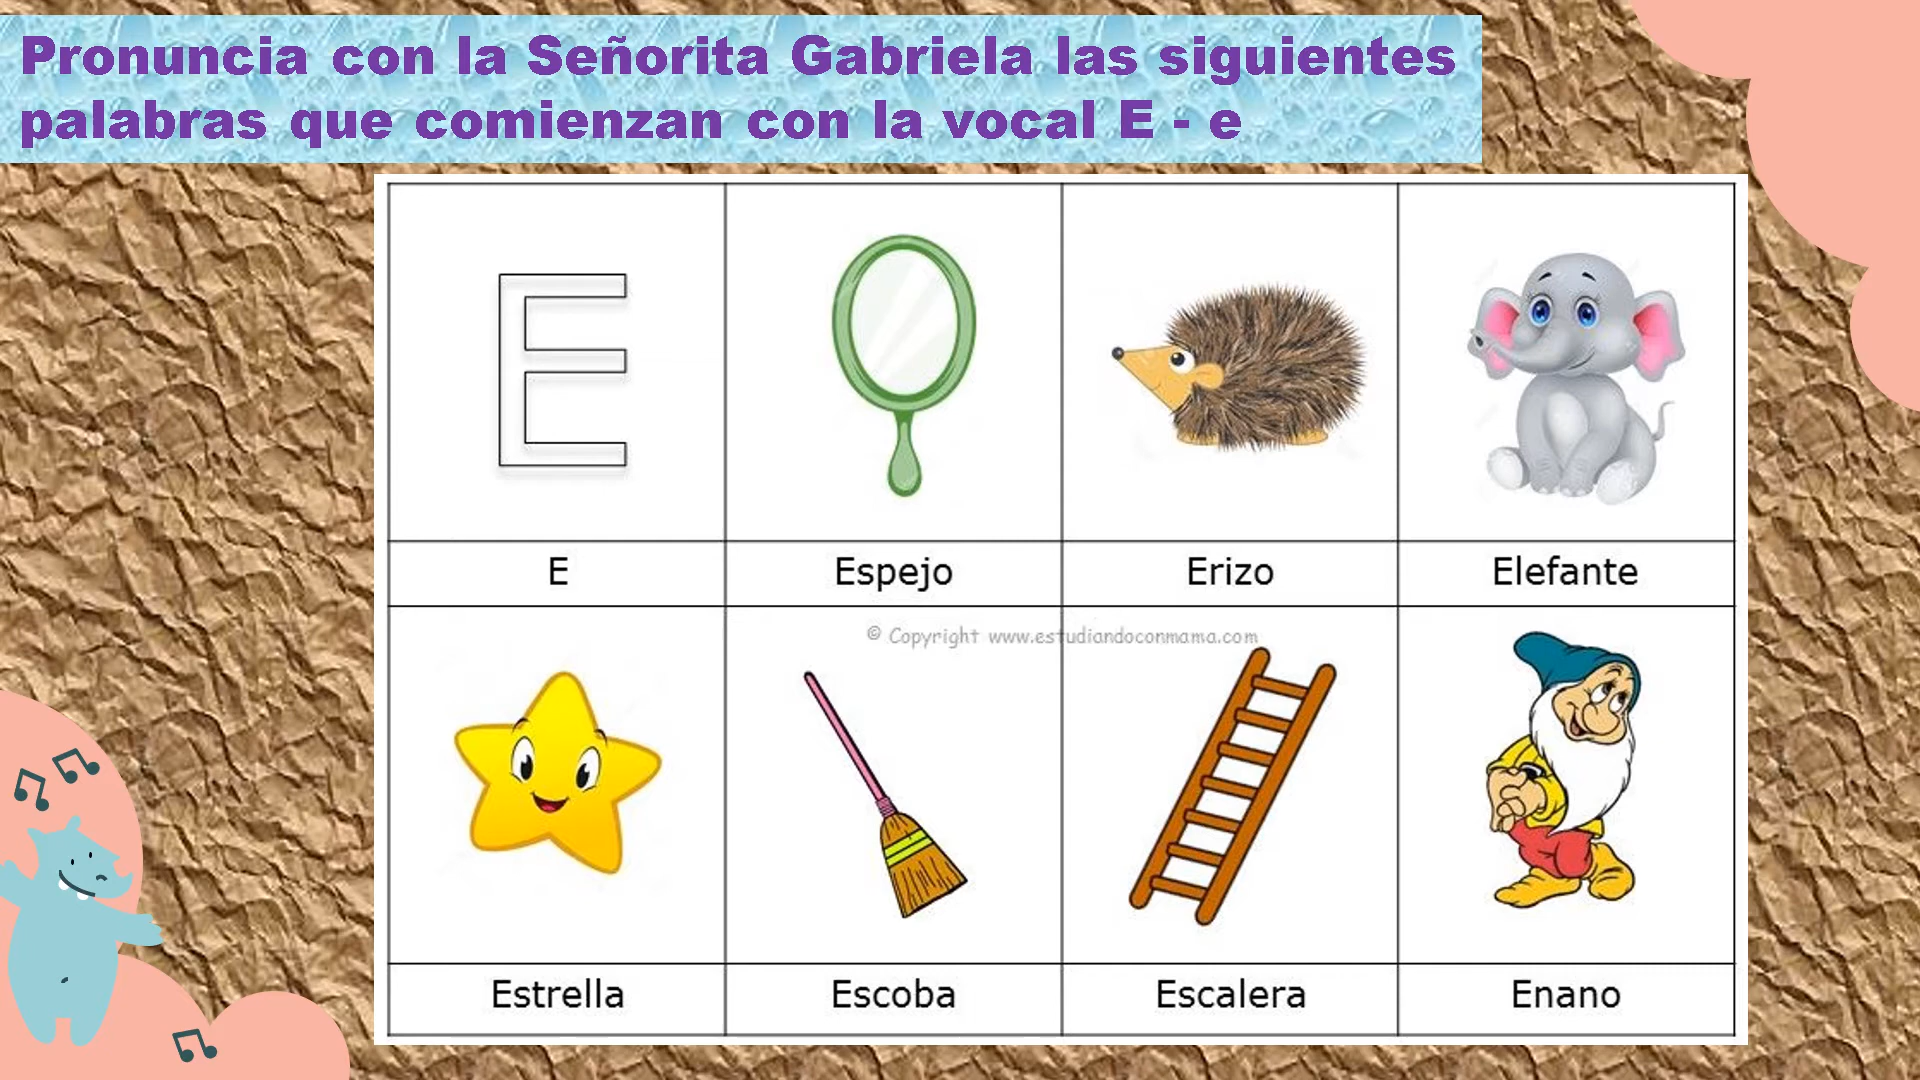 Pronuncia con la Señorita Gabriela las siguientes
palabras que comienzan con la vocal E - e
E
E
Espejo
Erizo
Elefante
© Copyright www.estudiandoconmama.com
Estrella
Escoba
Escalera
Enano